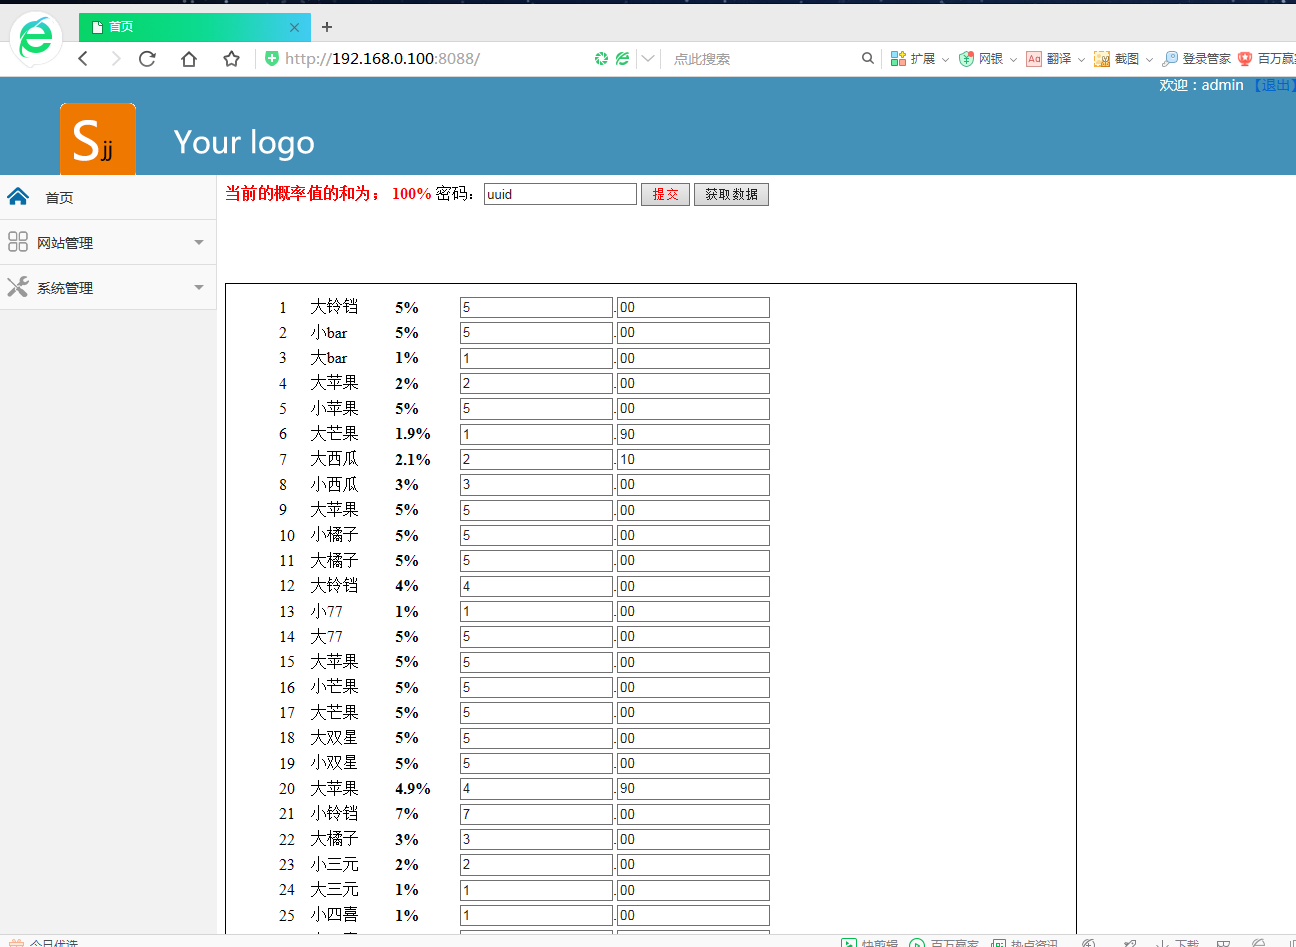 首页
http://192.168.0.100:8088/
点此搜索
扩展
网银
Aa 翻译
截图
登录管家
百万赢
欢迎：admin 【退出】
Sjj
Your logo
首页
网站管理
系统管理
当前的概率值的和为； 100% 密码： uuid 提交 获取数据
1 大铃铛 5% 5 .00
2 小bar 5% 5 .00
3 大bar 1% 1 .00
4 大苹果 2% 2 .00
5 小苹果 5% 5 .00
6 大芒果 1.9% 1 .90
7 大西瓜 2.1% 2 .10
8 小西瓜 3% 3 .00
9 大苹果 5% 5 .00
10 小橘子 5% 5 .00
11 大橘子 5% 5 .00
12 大铃铛 4% 4 .00
13 小77 1% 1 .00
14 大77 5% 5 .00
15 大苹果 5% 5 .00
16 小芒果 5% 5 .00
17 大芒果 5% 5 .00
18 大双星 5% 5 .00
19 小双星 5% 5 .00
20 大苹果 4.9% 4 .90
21 小铃铛 7% 7 .00
22 大橘子 3% 3 .00
23 小三元 2% 2 .00
24 大三元 1% 1 .00
25 小四喜 1% 1 .00
今日优选
快剪辑
百万赢家
热点资讯
下载